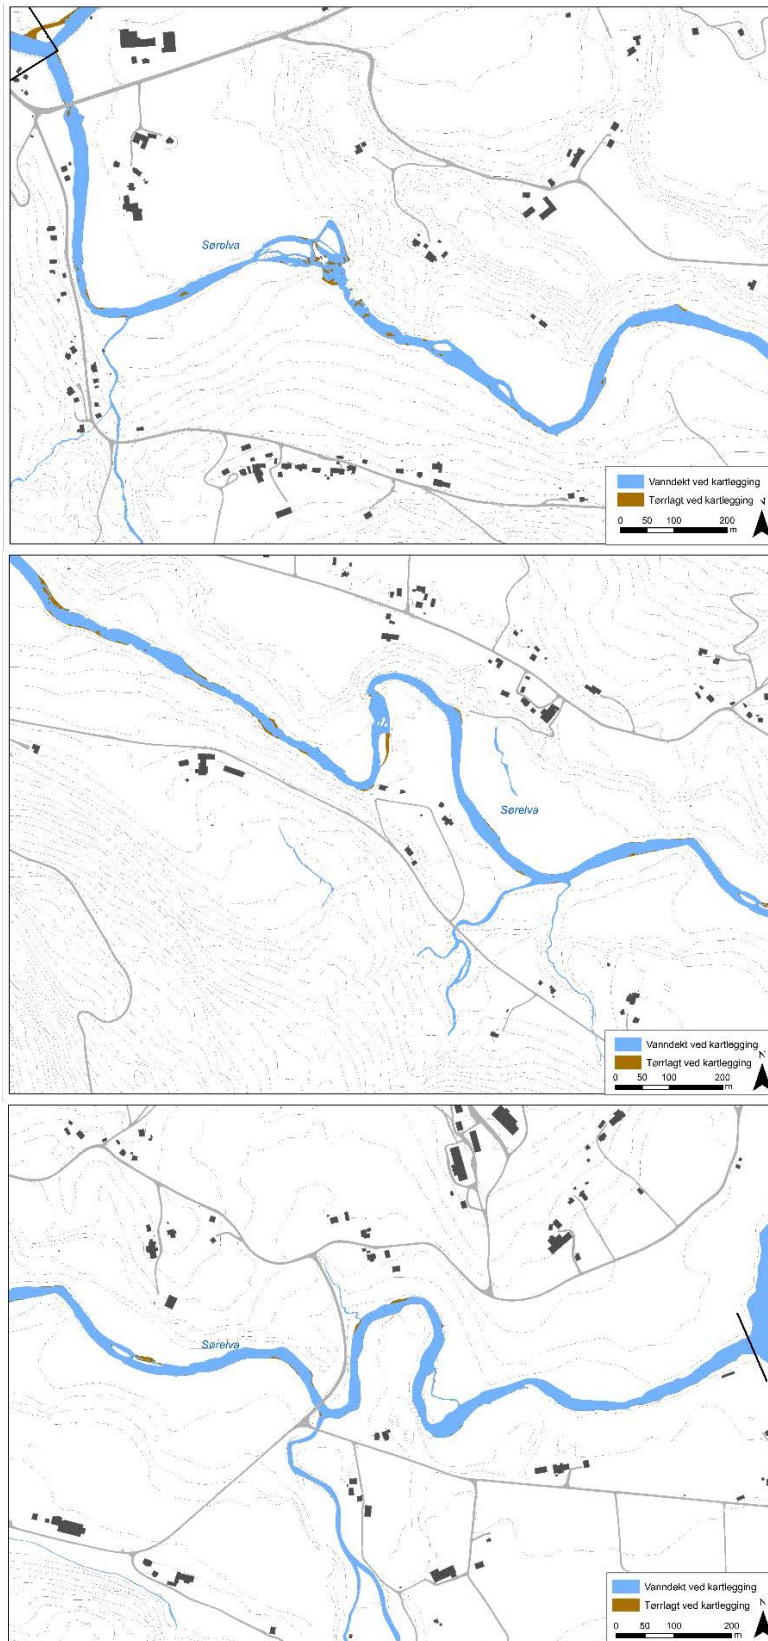 Sørelva
Vanndekt ved kartlegging
Tørrlagt ved kartlegging
N
0 50 100 200
m
Sørelva
Vanndekt ved kartlegging
Tørrlagt ved kartlegging
N
0 50 100 200
m
Sørelva
Vanndekt ved kartlegging
Tørrlagt ved kartlegging
N
0 50 100 200
m